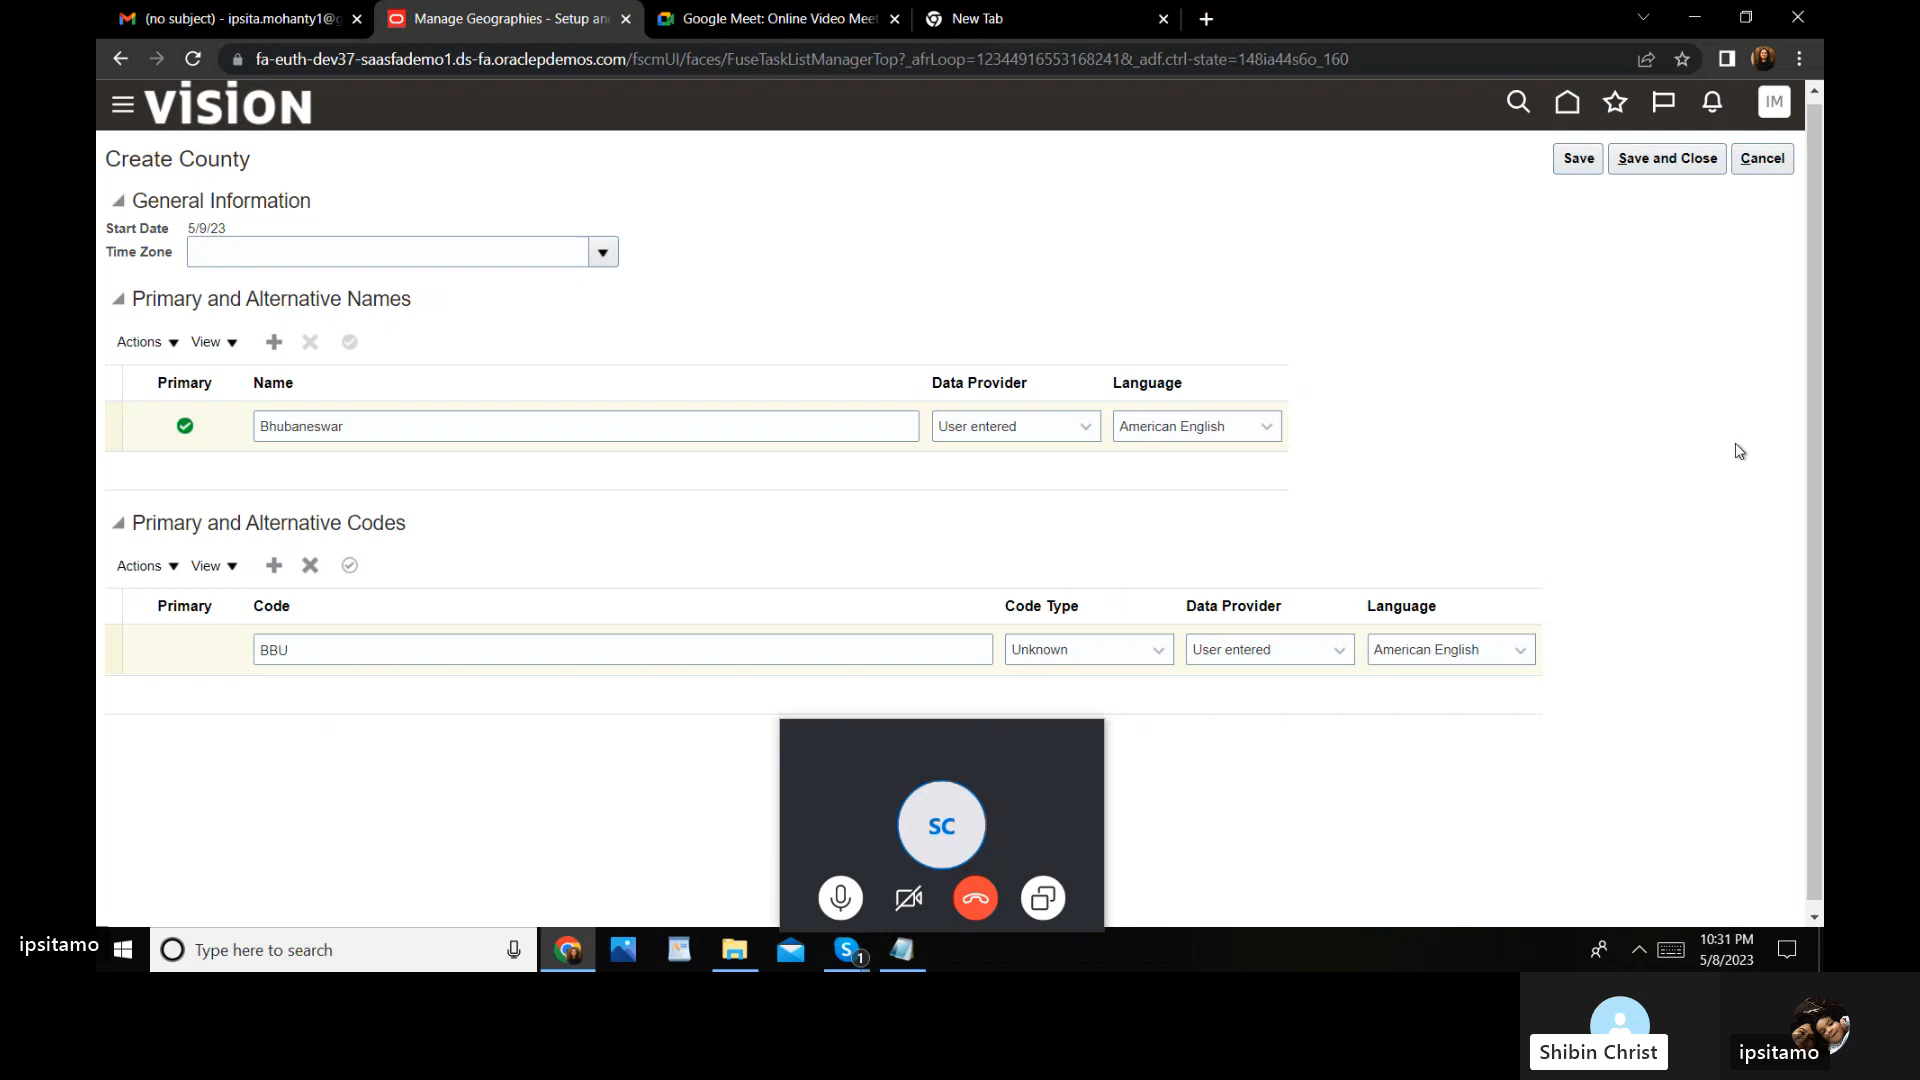 (no subject) - ipsita.mohanty1@g
Manage Geographies - Setup an
Google Meet: Online Video Meet
New Tab
fa-euth-dev37-saasfademo1.ds-fa.oraclepdemos.com/fscmUI/faces/FuseTaskListManagerTop?_afrLoop=12344916553168241&_adf.ctrl-state=148ia44s6o_160
VISION
IM
Create County
Save
Save and Close
Cancel
General Information
Start Date 5/9/23
Time Zone
Primary and Alternative Names
Actions View
Primary Name Data Provider Language
Bhubaneswar User entered American English
Primary and Alternative Codes
Actions View
Primary Code Code Type Data Provider Language
BBU Unknown User entered American English
SC
ipsitamo
Type here to search
S 1
10:31 PM
5/8/2023
Shibin Christ
ipsitamo